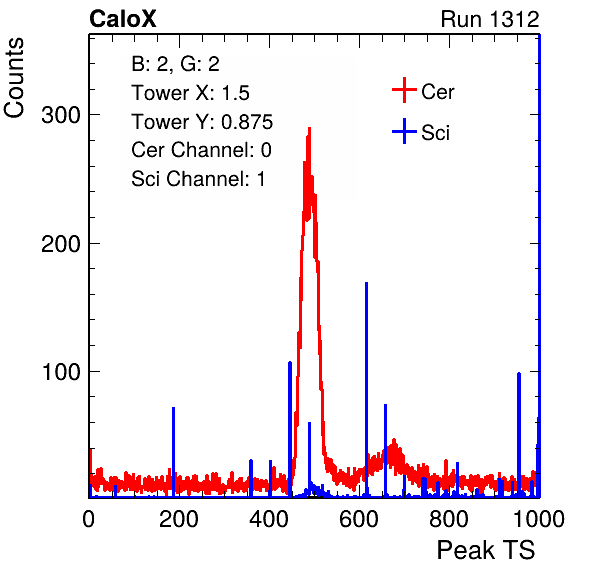 CaloX Run 1312
B: 2, G: 2
Tower X: 1.5
Tower Y: 0.875
Cer Channel: 0
Sci Channel: 1
Cer
Sci
Counts
300
200
100
0 200 400 600 800 1000
Peak TS